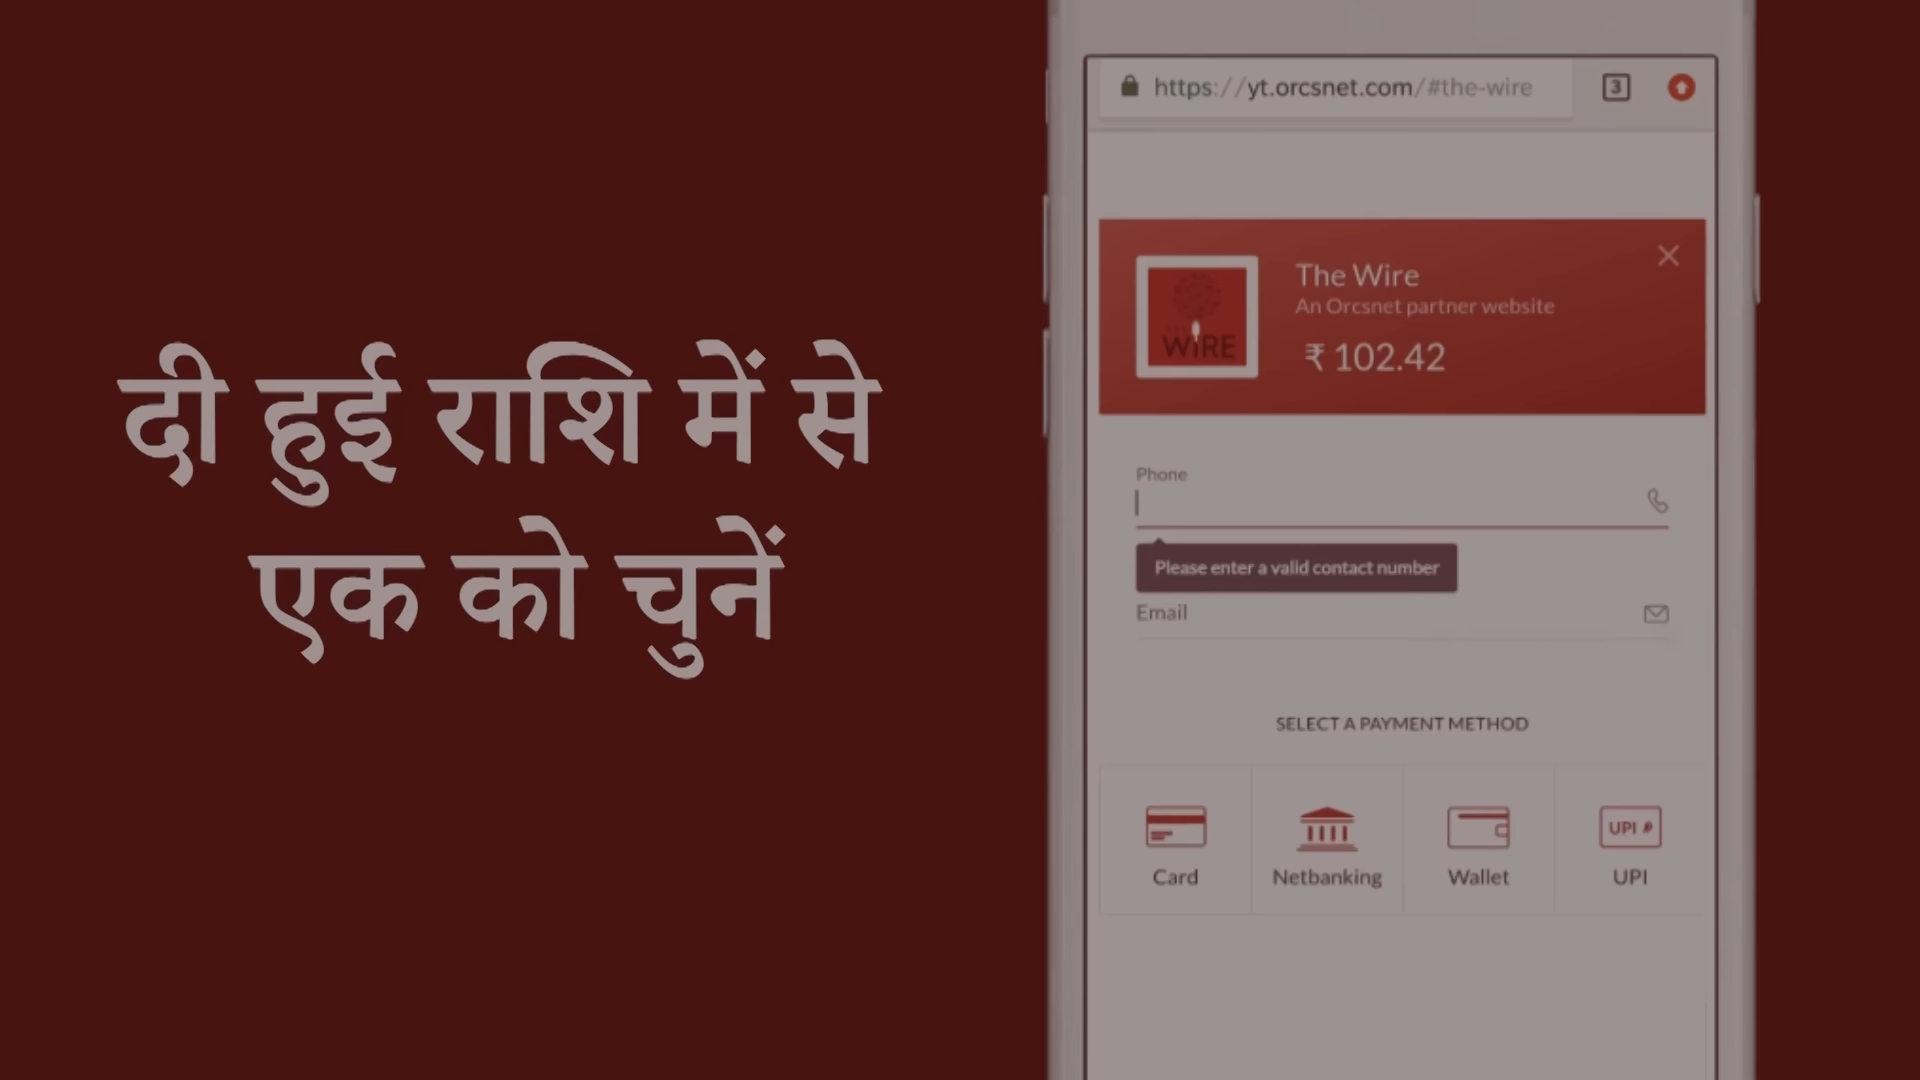 दी हुई राशि में से
एक को चुनें
https://yt.orcsnet.com/#the-wire
3
The Wire
An Orcsnet partner website
₹ 102.42
WIRE
Phone
Please enter a valid contact number
Email
SELECT A PAYMENT METHOD
UPI
Card Netbanking Wallet UPI